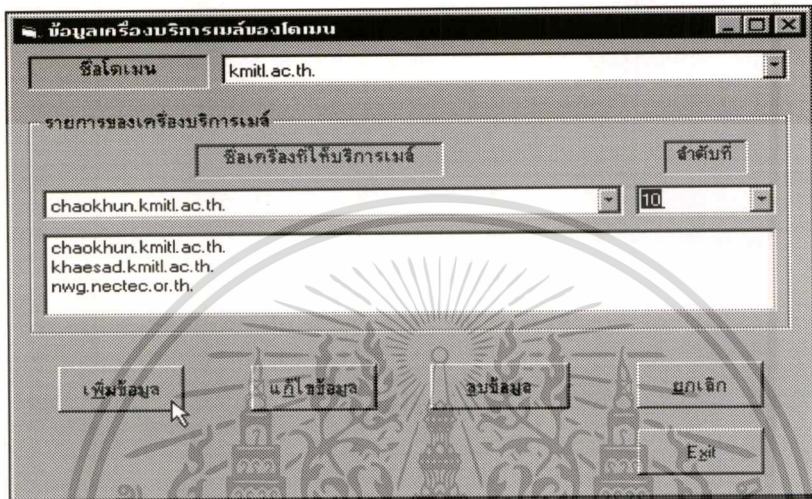 ข้อมูลเครื่องบริการเมล์ของโดเมน
ชื่อโดเมน kmitl.ac.th.
รายการของเครื่องบริการเมล์
ชื่อเครื่องที่ให้บริการเมล์ ลำดับที่
chaokhun.kmitl.ac.th. 10
chaokhun.kmitl.ac.th.
khaesad.kmitl.ac.th.
nwg.nectec.or.th.
เพิ่มข้อมูล แก้ไขข้อมูล ลบข้อมูล ยกเลิก
Exit